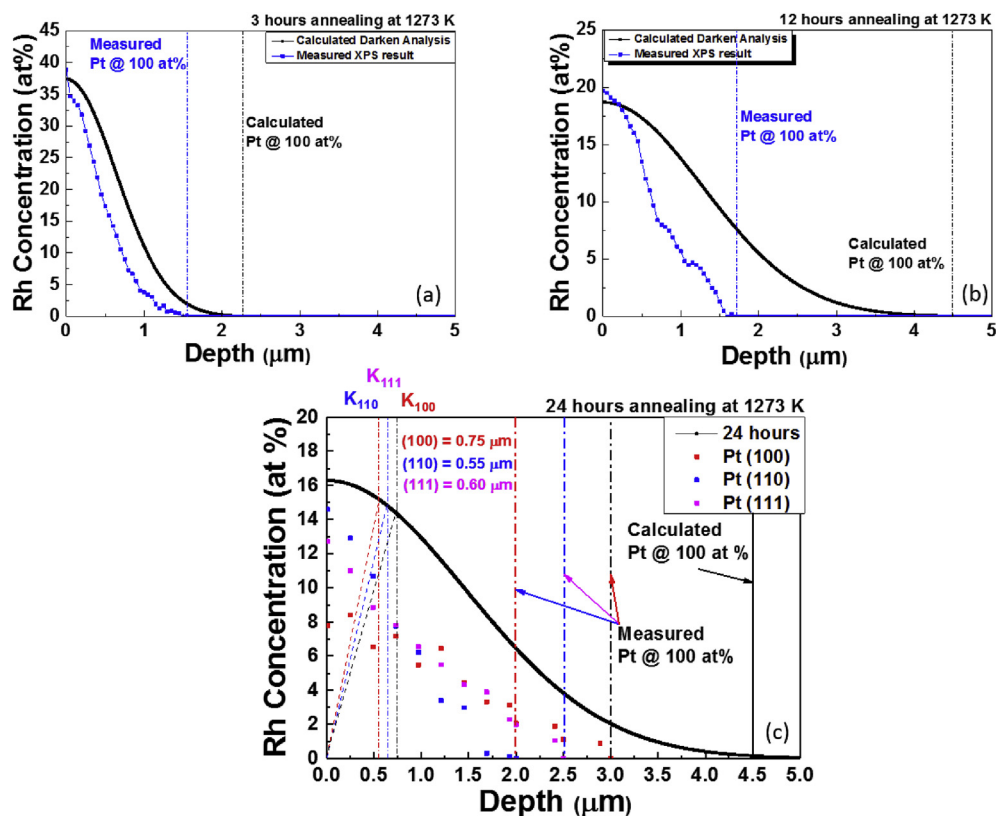 3 hours annealing at 1273 K
Calculated Darken Analysis
Measured XPS result
Measured
Pt @ 100 at%
Calculated
Pt @ 100 at%
45
40
35
30
25
20
15
10
5
0
Rh Concentration (at%)
0 1 2 3 4 5
Depth (μm)
(a)
12 hours annealing at 1273 K
Calculated Darken Analysis
Measured XPS result
Measured
Pt @ 100 at%
Calculated
Pt @ 100 at%
25
20
15
10
5
0
Rh Concentration (at%)
0 1 2 3 4 5
Depth (μm)
(b)
K111
K110 K100
24 hours annealing at 1273 K
(100) = 0.75 μm
(110) = 0.55 μm
(111) = 0.60 μm
24 hours
Pt (100)
Pt (110)
Pt (111)
Calculated
Pt @ 100 at %
Measured
Pt @ 100 at%
20
18
16
14
12
10
8
6
4
2
0
Rh Concentration (at %)
0.0 0.5 1.0 1.5 2.0 2.5 3.0 3.5 4.0 4.5 5.0
Depth (μm)
(c)